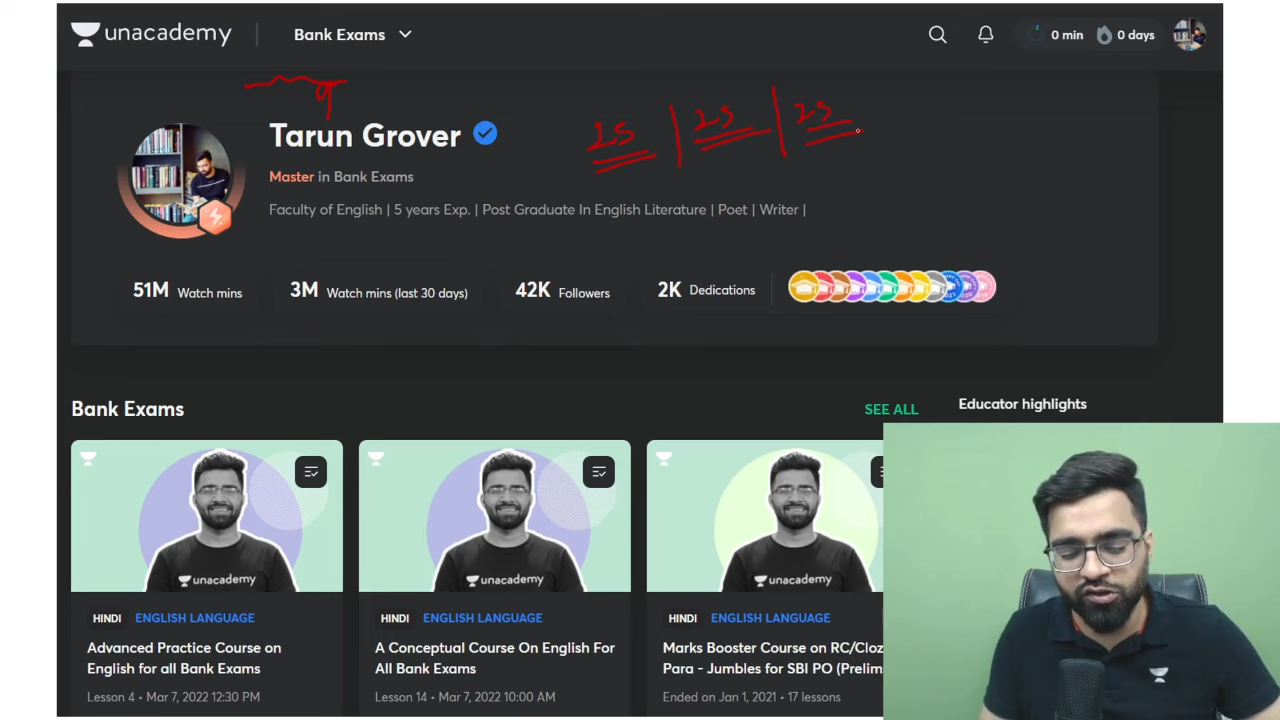 unacademy
Bank Exams
0 min
0 days
25 | 25 | 25
Tarun Grover
Master in Bank Exams
Faculty of English | 5 years Exp. | Post Graduate In English Literature | Poet | Writer |
51M Watch mins
3M Watch mins (last 30 days)
42K Followers
2K Dedications
Bank Exams
SEE ALL
Educator highlights
unacademy
unacademy
unacademy
HINDI ENGLISH LANGUAGE
HINDI ENGLISH LANGUAGE
HINDI ENGLISH LANGUAGE
Advanced Practice Course on
English for all Bank Exams
A Conceptual Course On English For
All Bank Exams
Marks Booster Course on RC/Cloz
Para - Jumbles for SBI PO (Prelim
Lesson 4 • Mar 7, 2022 12:30 PM
Lesson 14 • Mar 7, 2022 10:00 AM
Ended on Jan 1, 2021 • 17 lessons